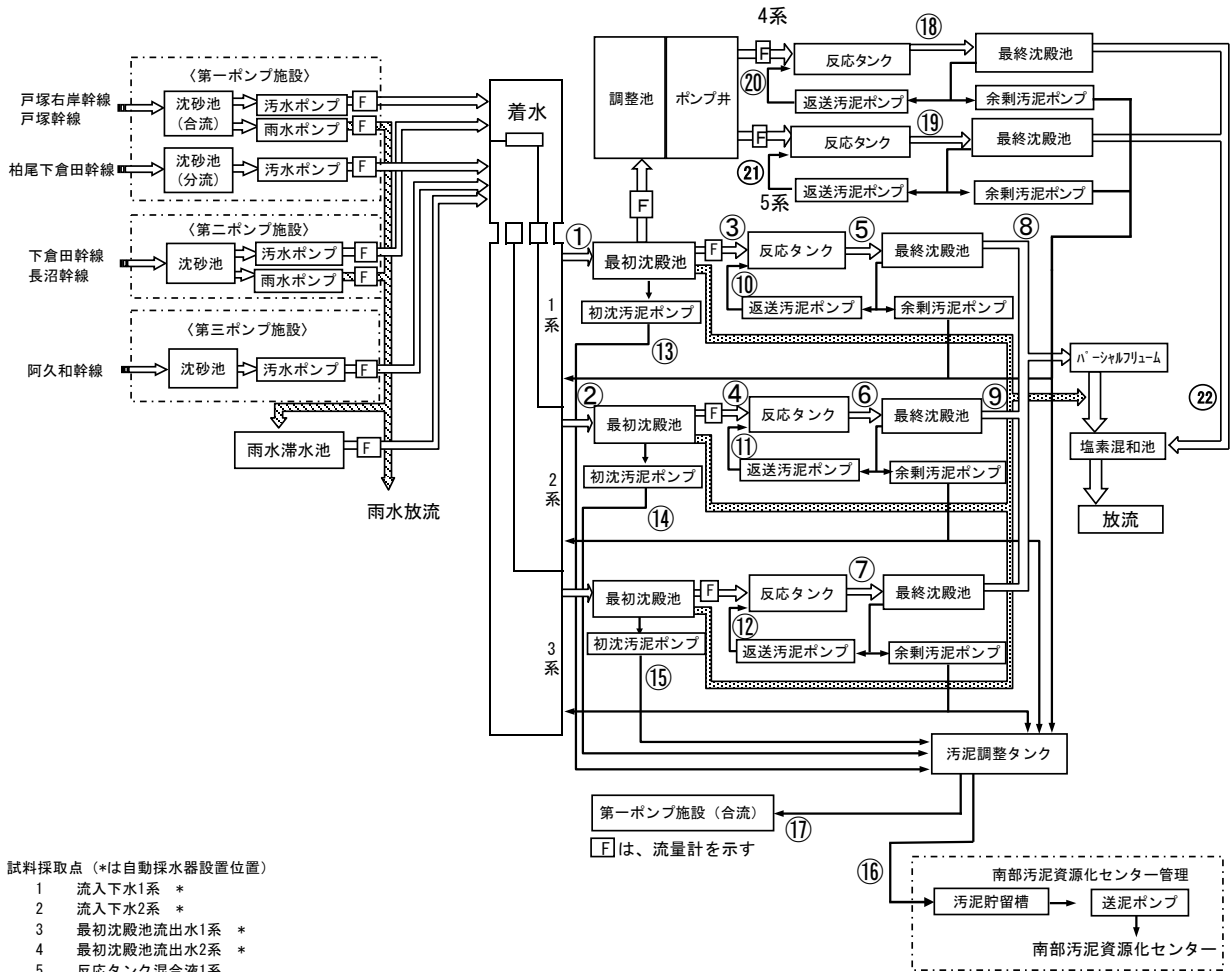 4系
⑱
F
反応タンク
最終沈殿池
⑳
調整池
ポンプ井
返送汚泥ポンプ
余剰汚泥ポンプ
⑲
F
反応タンク
最終沈殿池
㉑
返送汚泥ポンプ
余剰汚泥ポンプ
5系
F
〈第一ポンプ施設〉
戸塚右岸幹線
戸塚幹線
沈砂池
(合流)
汚水ポンプ
F
雨水ポンプ
F
柏尾下倉田幹線
沈砂池
(分流)
汚水ポンプ
F
〈第二ポンプ施設〉
下倉田幹線
長沼幹線
沈砂池
汚水ポンプ
F
雨水ポンプ
F
〈第三ポンプ施設〉
阿久和幹線
沈砂池
汚水ポンプ
F
雨水滞水池
F
雨水放流
着水
1系
2系
3系
①
最初沈殿池
F
③
反応タンク
⑤
最終沈殿池
⑧
⑩
返送汚泥ポンプ
余剰汚泥ポンプ
初沈汚泥ポンプ
⑬
②
最初沈殿池
F
④
反応タンク
⑥
最終沈殿池
⑨
⑪
返送汚泥ポンプ
余剰汚泥ポンプ
初沈汚泥ポンプ
⑭
最初沈殿池
F
反応タンク
⑦
最終沈殿池
⑫
返送汚泥ポンプ
余剰汚泥ポンプ
初沈汚泥ポンプ
⑮
パーシャルフリューム
㉒
塩素混和池
放流
汚泥調整タンク
第一ポンプ施設（合流）
⑰
Fは、流量計を示す
⑯
南部汚泥資源化センター管理
汚泥貯留槽
送泥ポンプ
南部汚泥資源化センター
試料採取点（*は自動採水器設置位置）
1 流入下水1系 *
2 流入下水2系 *
3 最初沈殿池流出水1系 *
4 最初沈殿池流出水2系 *
5 反応タンク混合液1系